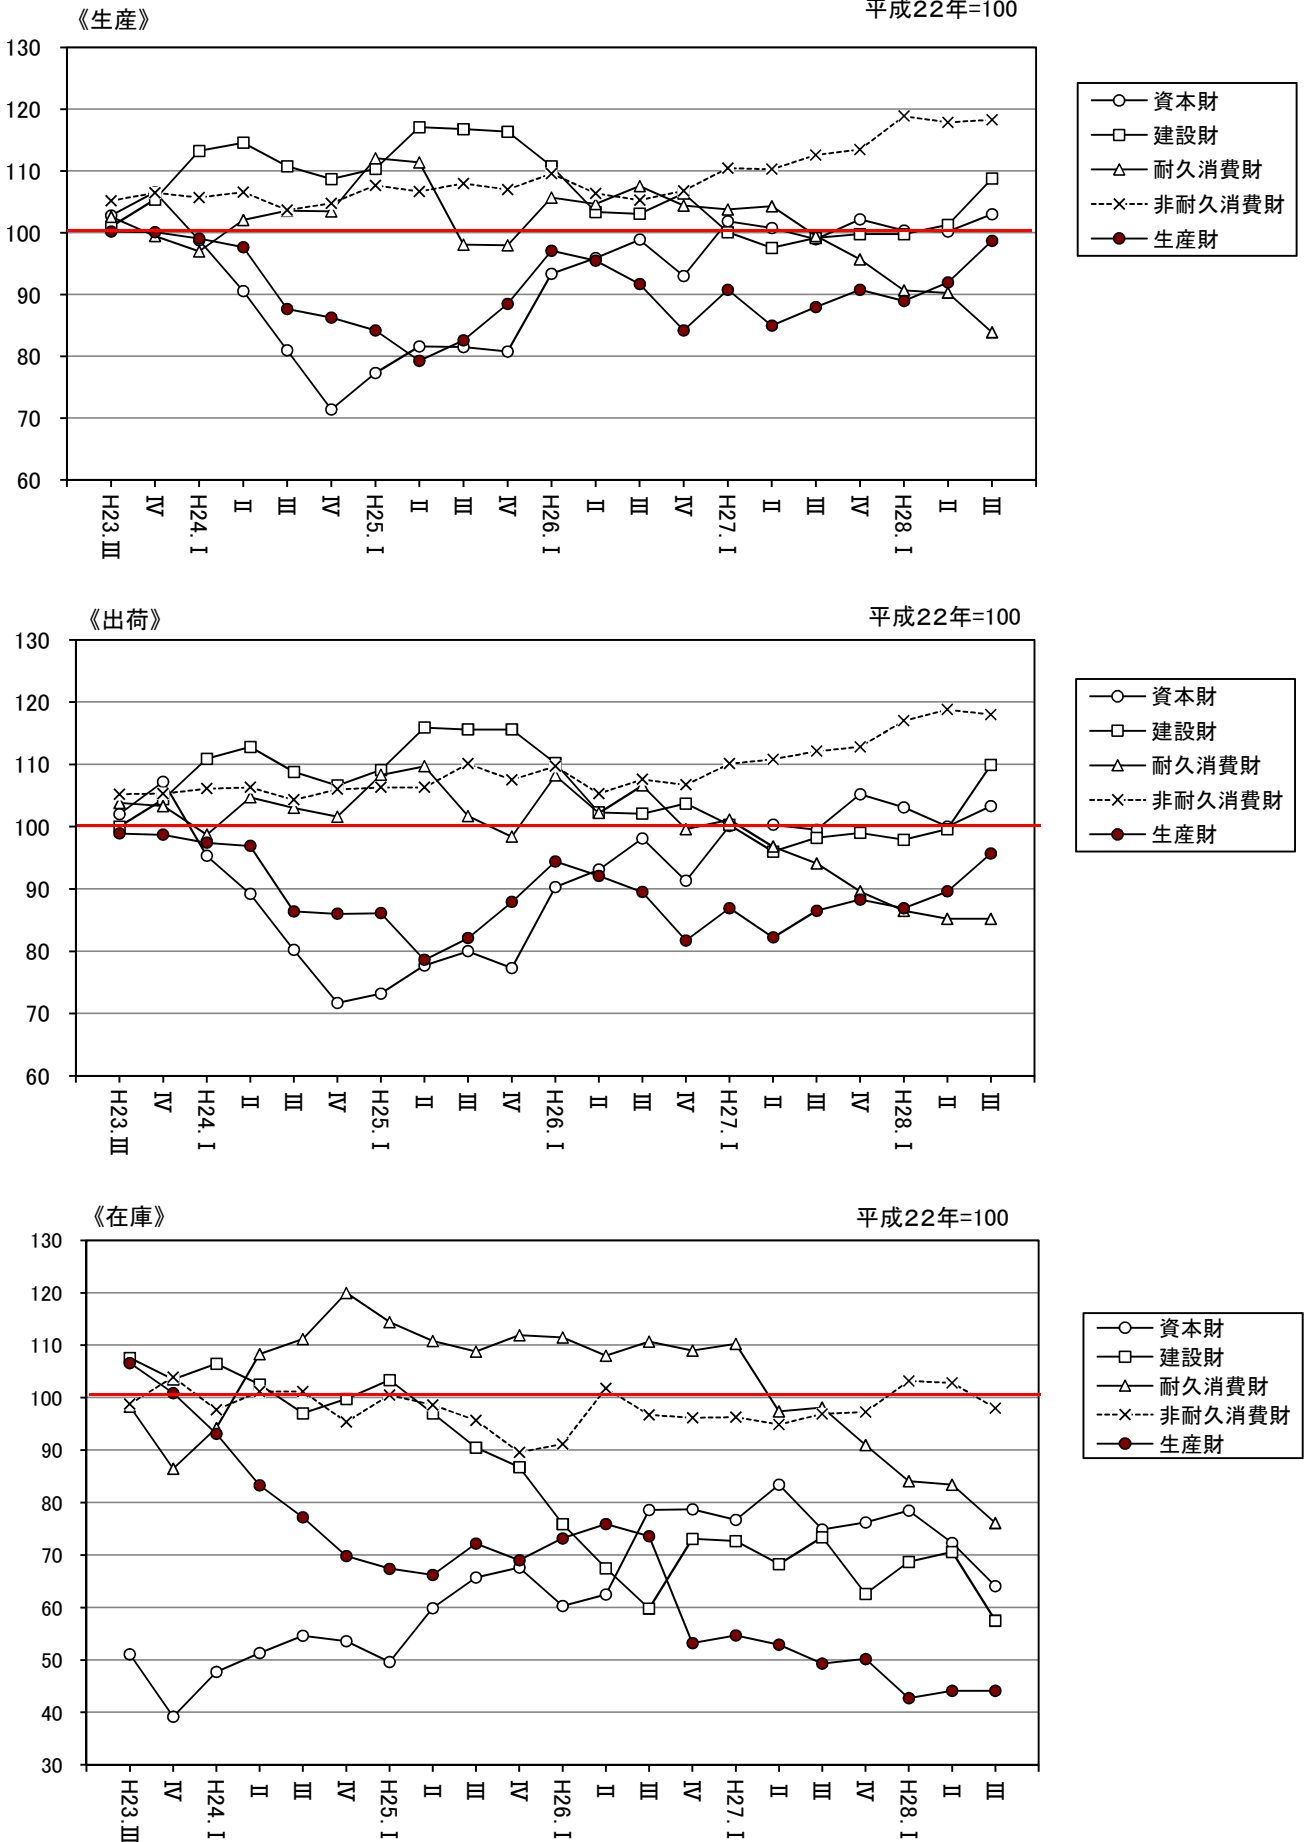 《生産》
平成22年=100
130
120
110
100
90
80
70
60
H23.Ⅲ
Ⅳ
H24.Ⅰ
Ⅱ
Ⅲ
Ⅳ
H25.Ⅰ
Ⅱ
Ⅲ
Ⅳ
H26.Ⅰ
Ⅱ
Ⅲ
Ⅳ
H27.Ⅰ
Ⅱ
Ⅲ
Ⅳ
H28.Ⅰ
Ⅱ
Ⅲ
資本財
建設財
耐久消費財
非耐久消費財
生産財
《出荷》
平成22年=100
130
120
110
100
90
80
70
60
H23.Ⅲ
Ⅳ
H24.Ⅰ
Ⅱ
Ⅲ
Ⅳ
H25.Ⅰ
Ⅱ
Ⅲ
Ⅳ
H26.Ⅰ
Ⅱ
Ⅲ
Ⅳ
H27.Ⅰ
Ⅱ
Ⅲ
Ⅳ
H28.Ⅰ
Ⅱ
Ⅲ
資本財
建設財
耐久消費財
非耐久消費財
生産財
《在庫》
平成22年=100
130
120
110
100
90
80
70
60
50
40
30
H23.Ⅲ
Ⅳ
H24.Ⅰ
Ⅱ
Ⅲ
Ⅳ
H25.Ⅰ
Ⅱ
Ⅲ
Ⅳ
H26.Ⅰ
Ⅱ
Ⅲ
Ⅳ
H27.Ⅰ
Ⅱ
Ⅲ
Ⅳ
H28.Ⅰ
Ⅱ
Ⅲ
資本財
建設財
耐久消費財
非耐久消費財
生産財